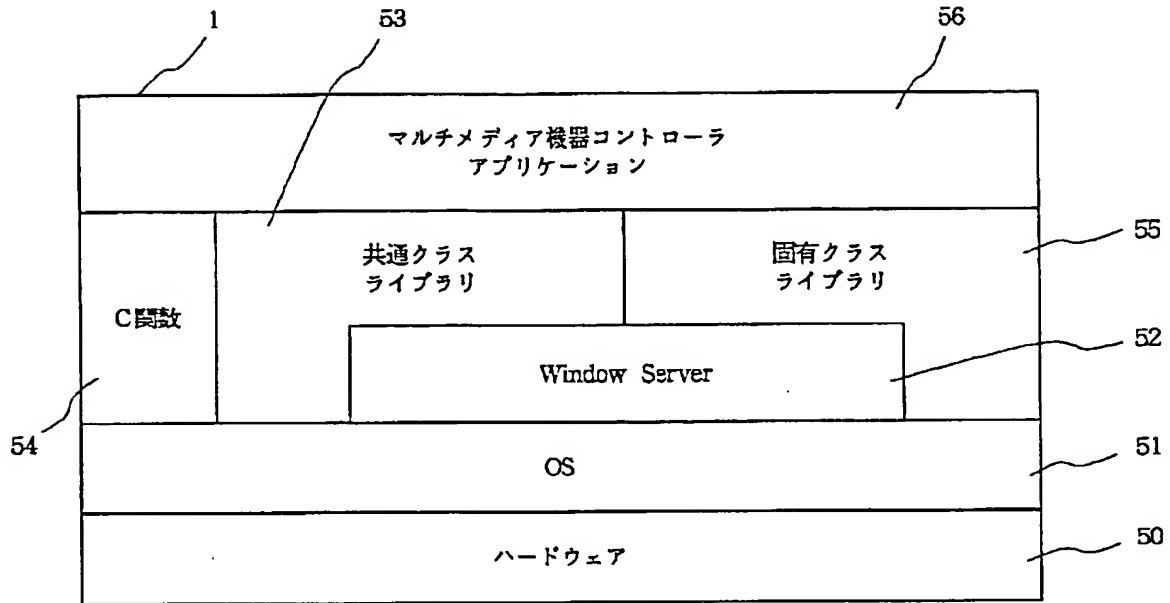 1
53
56
マルチメディア機器コントローラ
アプリケーション
共通クラス
ライブラリ
固有クラス
ライブラリ
55
C関数
Window Server
52
54
OS
51
ハードウェア
50